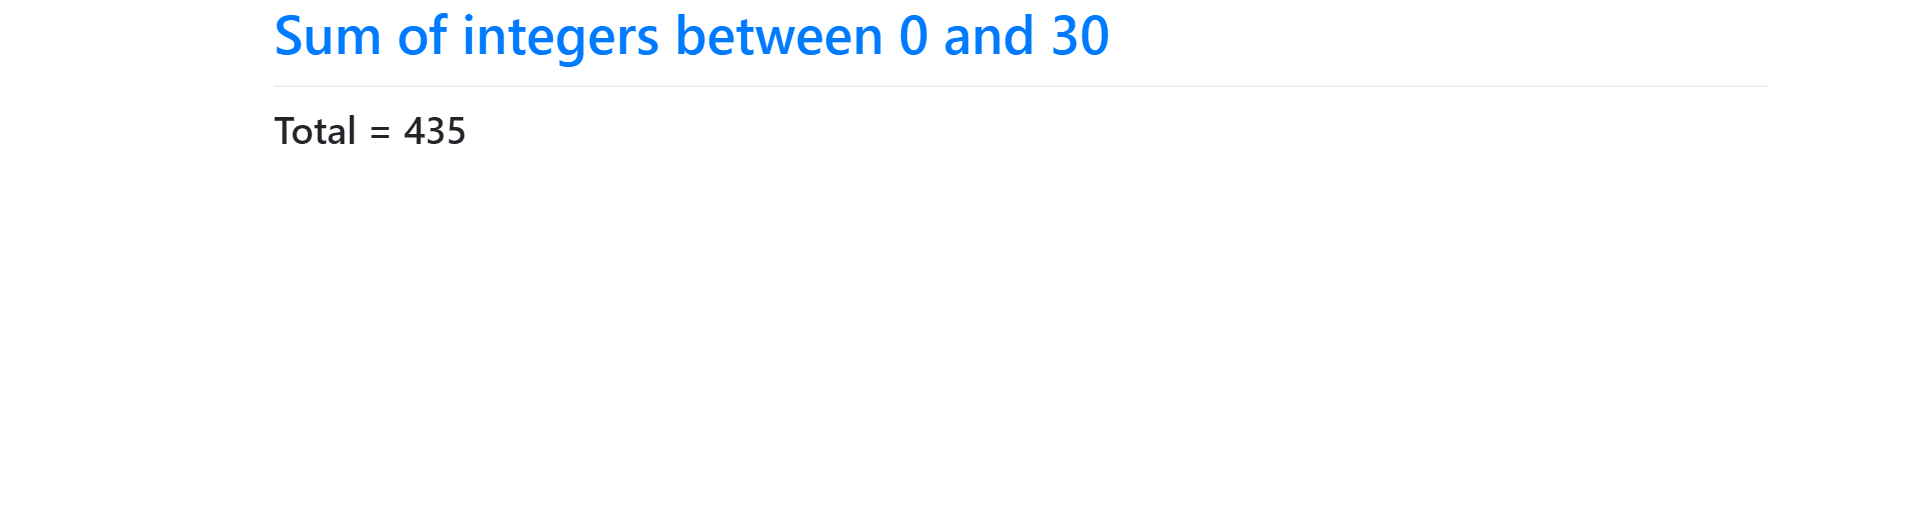 Sum of integers between 0 and 30
Total = 435